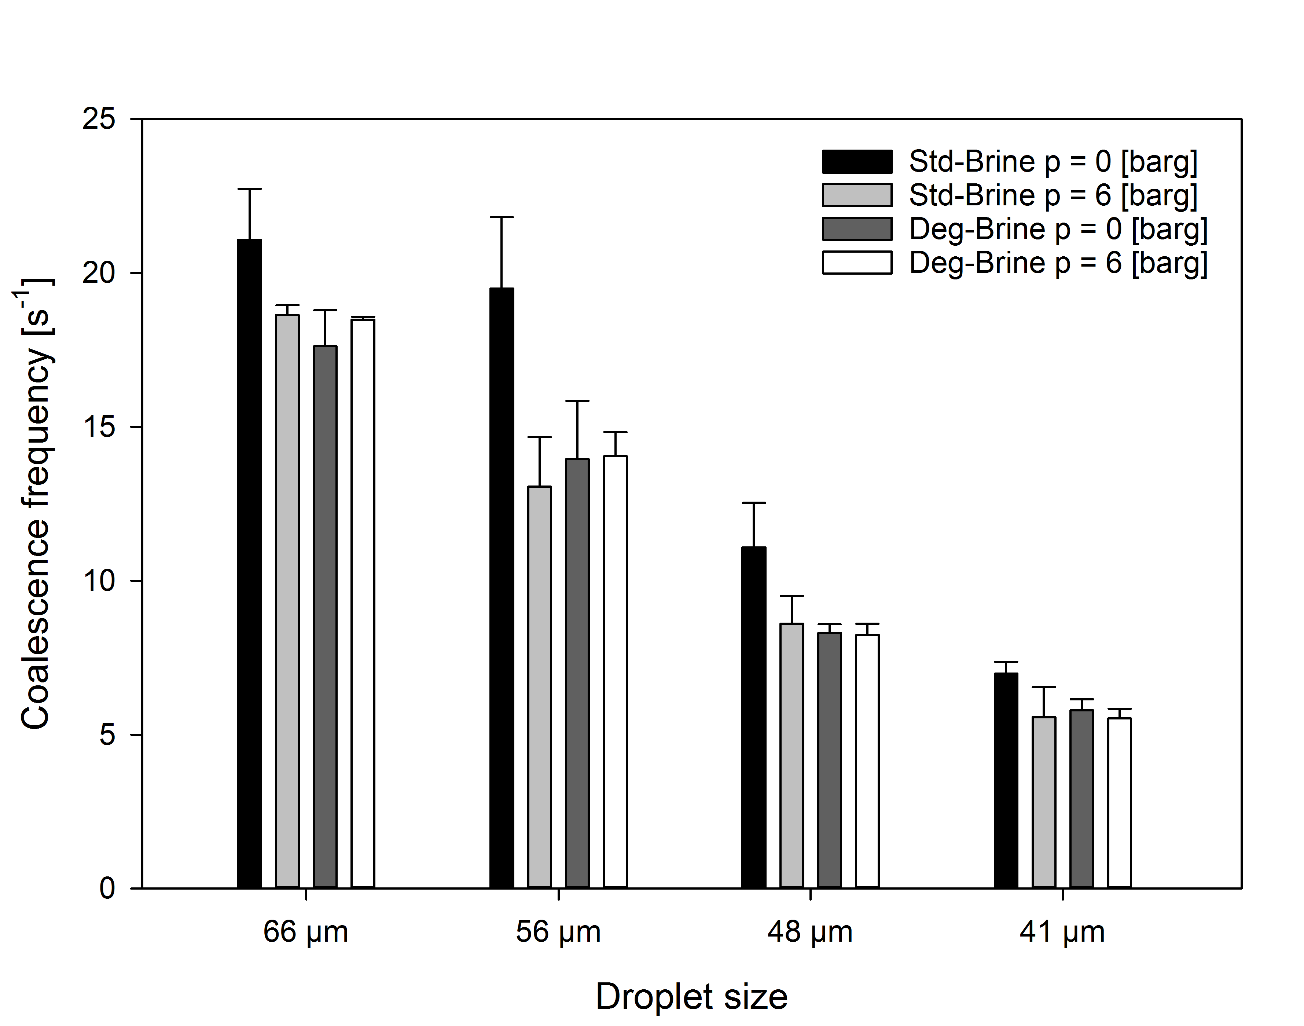 25
20
15
10
5
0
Coalescence frequency [s⁻¹]
Std-Brine p = 0 [barg]
Std-Brine p = 6 [barg]
Deg-Brine p = 0 [barg]
Deg-Brine p = 6 [barg]
66 µm 56 µm 48 µm 41 µm
Droplet size